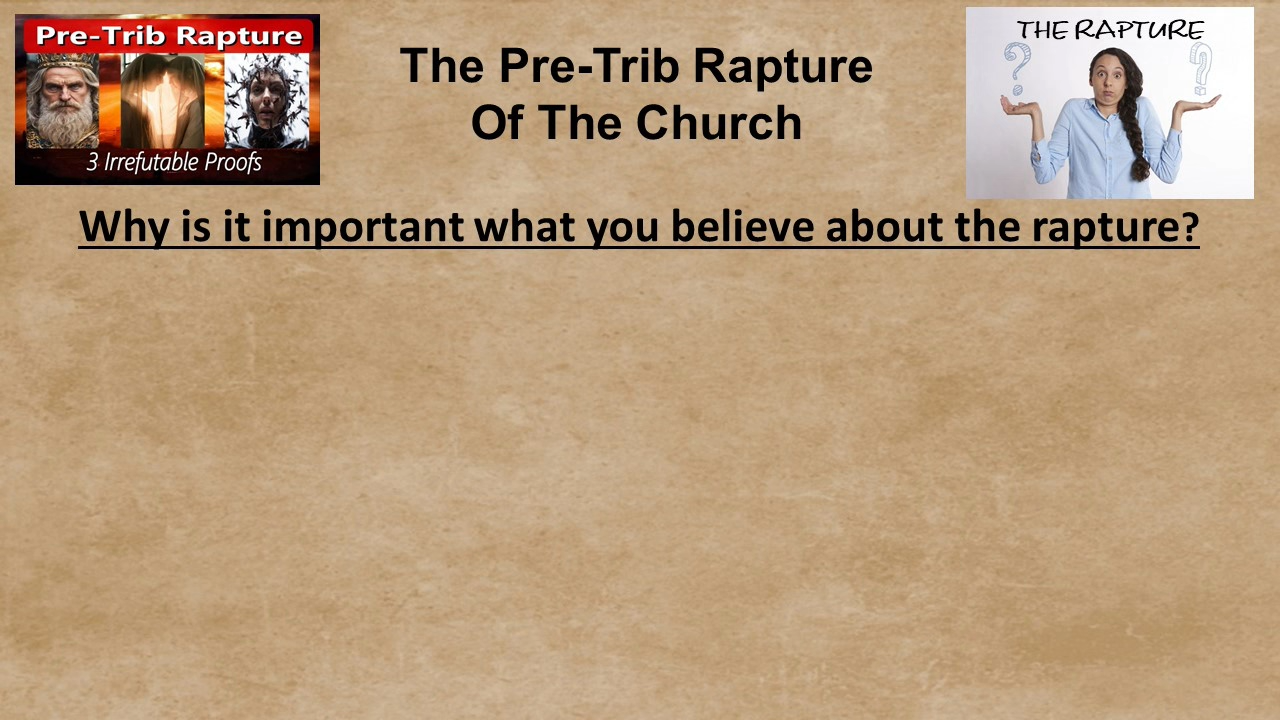 Pre-Trib Rapture
3 Irrefutable Proofs
The Pre-Trib Rapture
Of The Church
THE RAPTURE
? ?
Why is it important what you believe about the rapture?